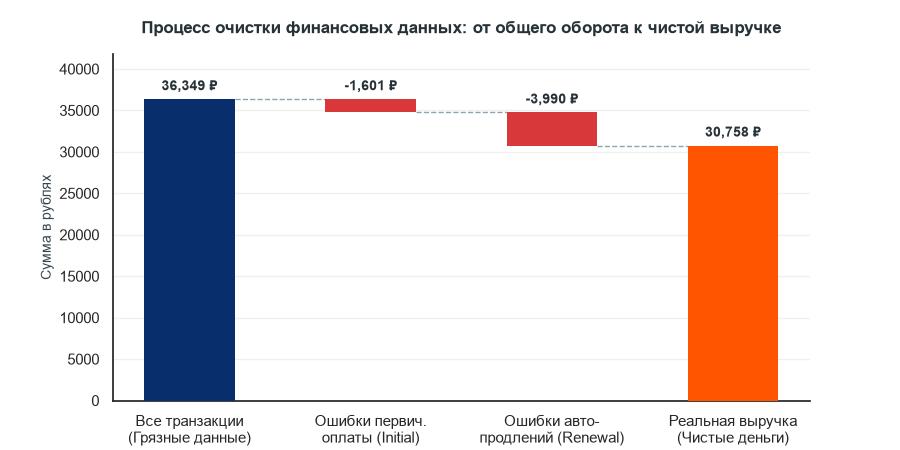 Процесс очистки финансовых данных: от общего оборота к чистой выручке
Сумма в рублях
40000
35000
30000
25000
20000
15000
10000
5000
0
36,349 ₽
-1,601 ₽
-3,990 ₽
30,758 ₽
Все транзакции
(Грязные данные)
Ошибки первич.
оплаты (Initial)
Ошибки авто-
продлений (Renewal)
Реальная выручка
(Чистые деньги)